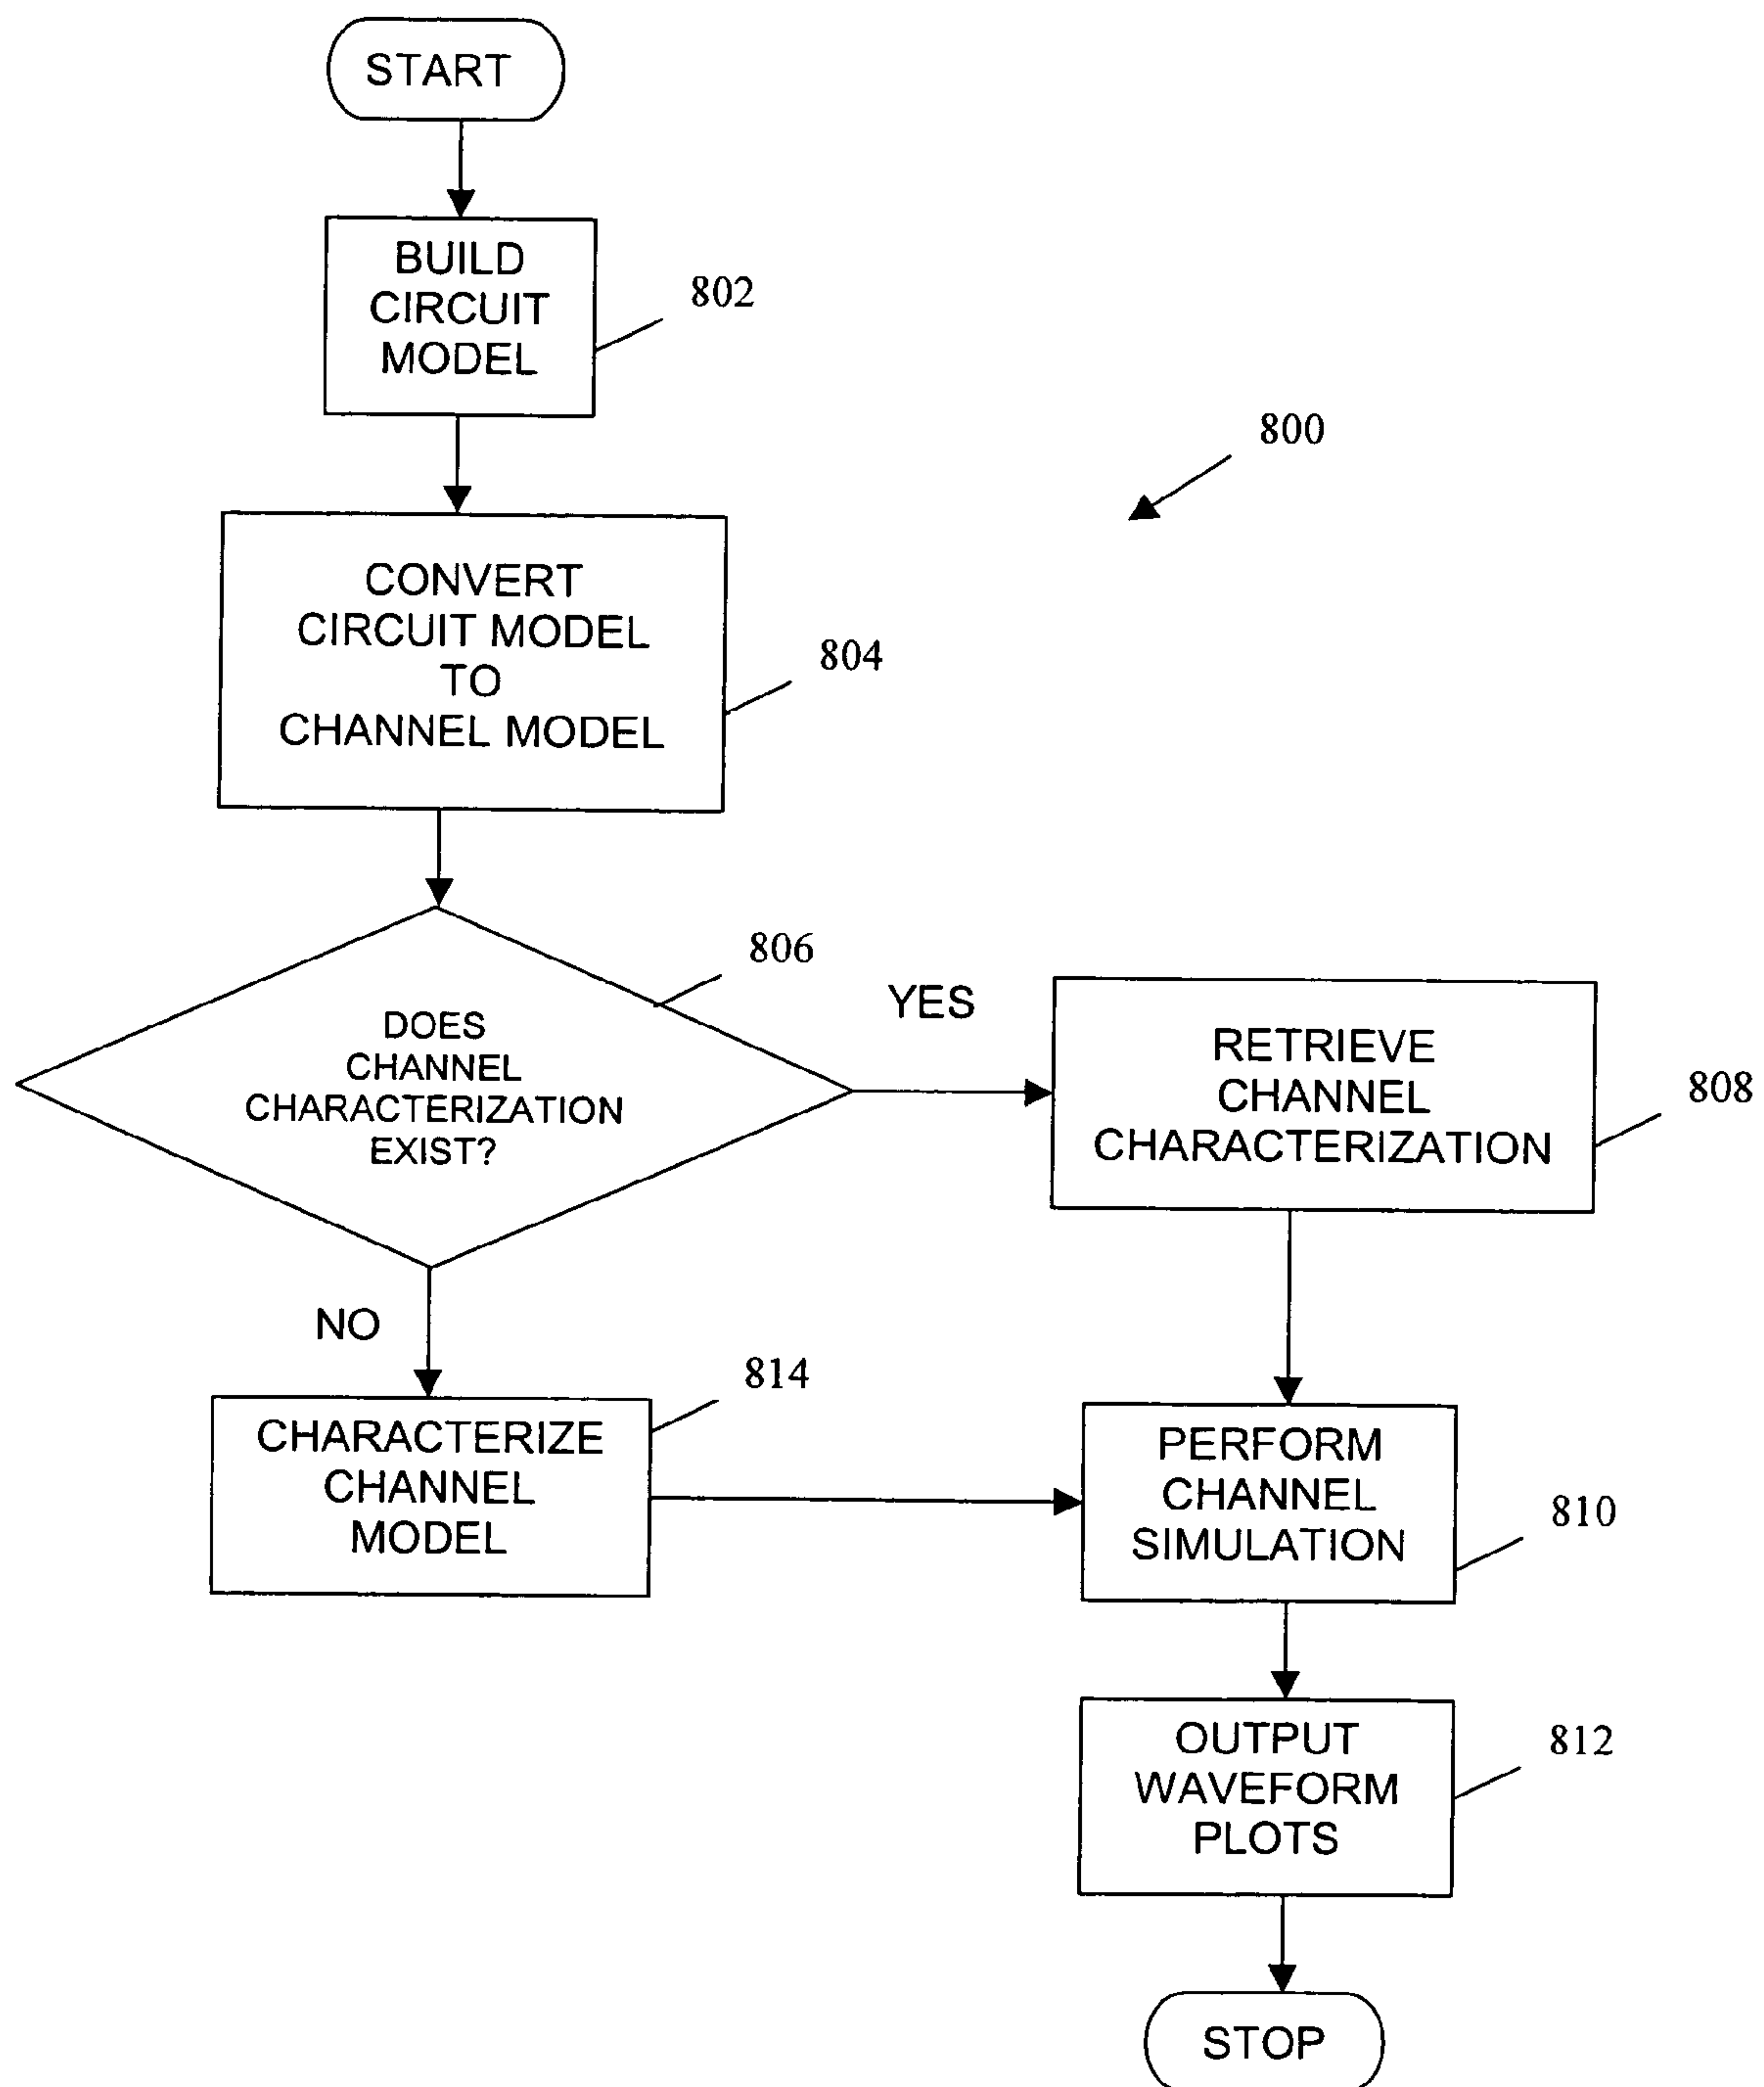 START
BUILD
CIRCUIT
MODEL
802
800
CONVERT
CIRCUIT MODEL
TO
CHANNEL MODEL
804
DOES
CHANNEL
CHARACTERIZATION
EXIST?
806
YES
RETRIEVE
CHANNEL
CHARACTERIZATION
808
NO
CHARACTERIZE
CHANNEL
MODEL
814
PERFORM
CHANNEL
SIMULATION
810
OUTPUT
WAVEFORM
PLOTS
812
STOP